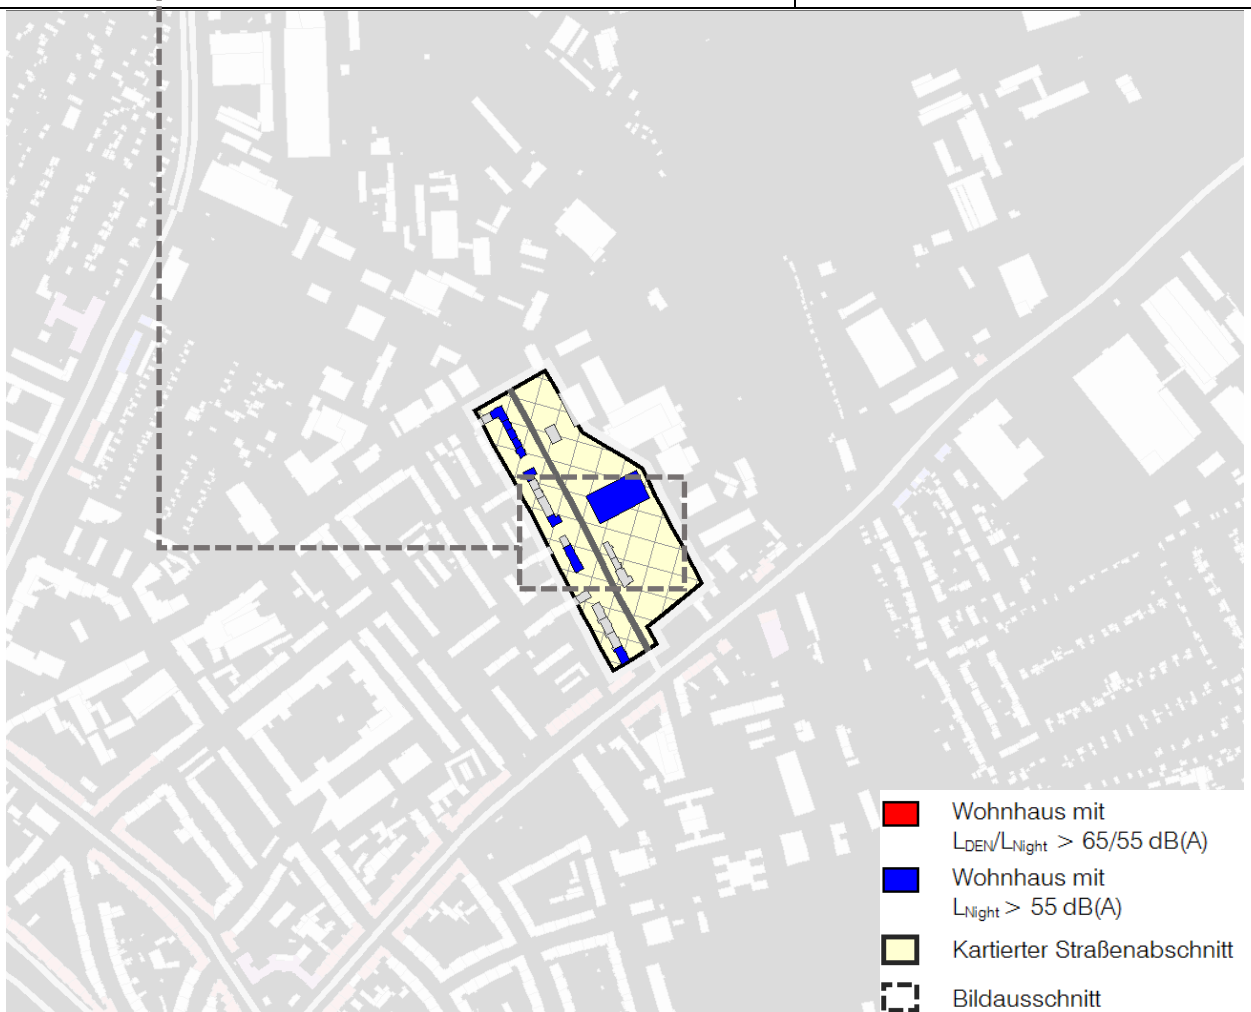 Wohnhaus mit
LDEN/LNight > 65/55 dB(A)
Wohnhaus mit
LNight > 55 dB(A)
Kartierter Straßenabschnitt
Bildausschnitt